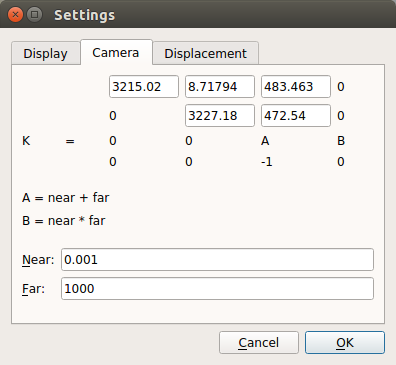 Settings
Display Camera Displacement
3215.02 8.71794 483.463 0
0 3227.18 472.54 0
K = 0 0 A B
0 0 -1 0
A = near + far
B = near * far
Near: 0.001
Far: 1000
Cancel OK